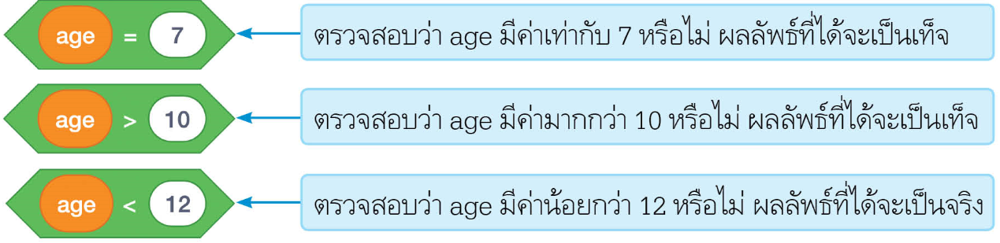 age = 7 ตรวจสอบว่า age มีค่าเท่ากับ 7 หรือไม่ ผลลัพธ์ที่ได้จะเป็นเท็จ
age > 10 ตรวจสอบว่า age มีค่ามากกว่า 10 หรือไม่ ผลลัพธ์ที่ได้จะเป็นเท็จ
age < 12 ตรวจสอบว่า age มีค่าน้อยกว่า 12 หรือไม่ ผลลัพธ์ที่ได้จะเป็นจริง